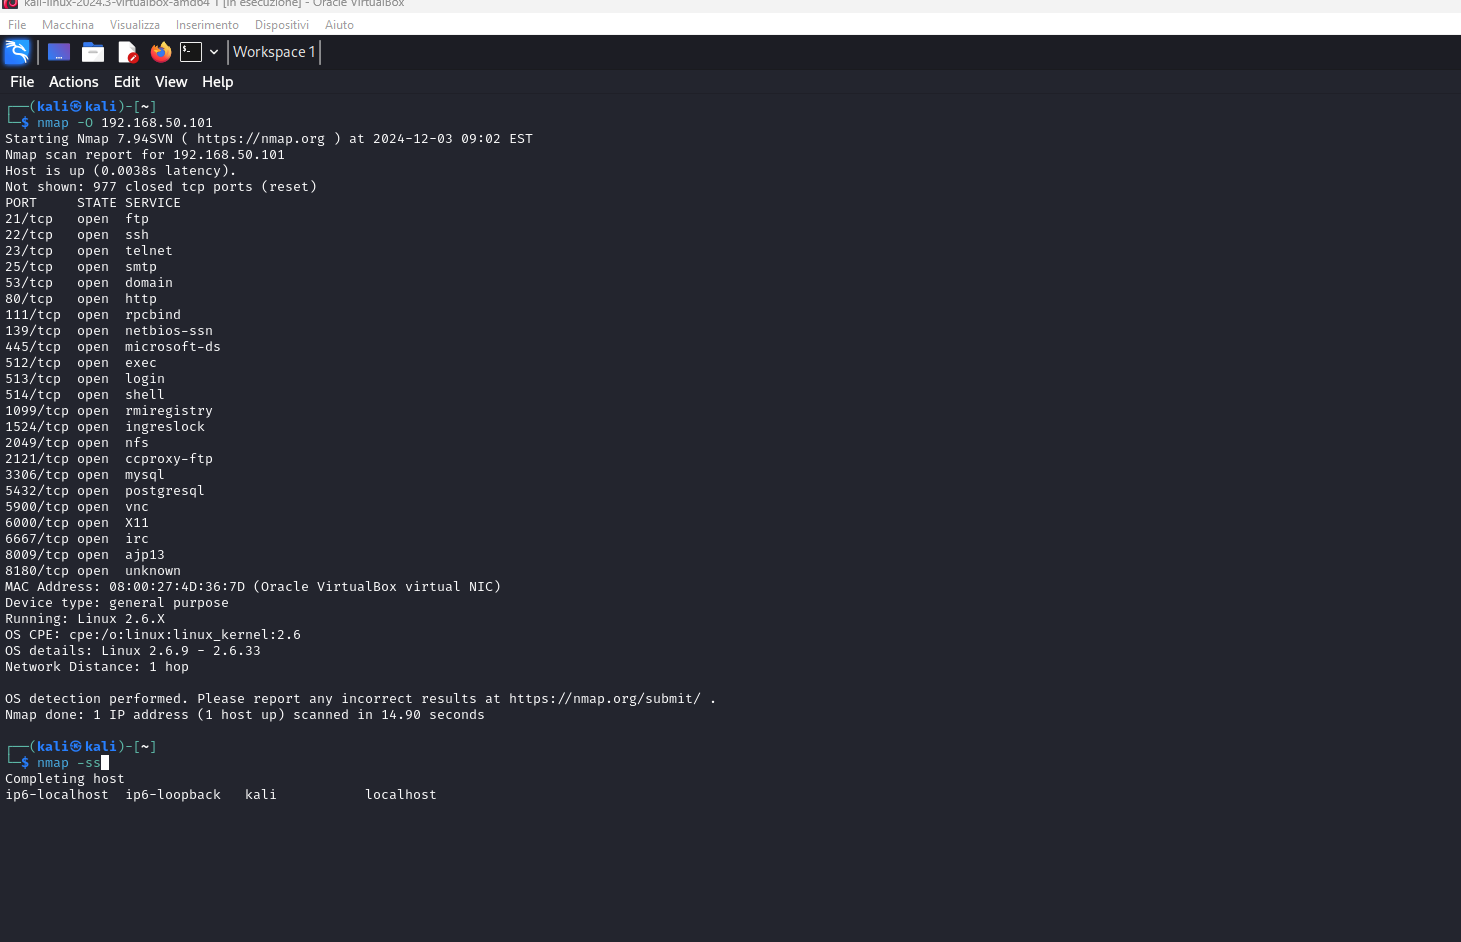 kali-linux-2024.3-virtualbox-amd64 1 [In esecuzione] - Oracle VirtualBox
File Macchina Visualizza Inserimento Dispositivi Aiuto
Workspace 1
File Actions Edit View Help
┌──(kali㉿kali)-[~]
└─$ nmap -O 192.168.50.101
Starting Nmap 7.94SVN ( https://nmap.org ) at 2024-12-03 09:02 EST
Nmap scan report for 192.168.50.101
Host is up (0.0038s latency).
Not shown: 977 closed tcp ports (reset)
PORT     STATE SERVICE
21/tcp   open  ftp
22/tcp   open  ssh
23/tcp   open  telnet
25/tcp   open  smtp
53/tcp   open  domain
80/tcp   open  http
111/tcp  open  rpcbind
139/tcp  open  netbios-ssn
445/tcp  open  microsoft-ds
512/tcp  open  exec
513/tcp  open  login
514/tcp  open  shell
1099/tcp open  rmiregistry
1524/tcp open  ingreslock
2049/tcp open  nfs
2121/tcp open  ccproxy-ftp
3306/tcp open  mysql
5432/tcp open  postgresql
5900/tcp open  vnc
6000/tcp open  X11
6667/tcp open  irc
8009/tcp open  ajp13
8180/tcp open  unknown
MAC Address: 08:00:27:4D:36:7D (Oracle VirtualBox virtual NIC)
Device type: general purpose
Running: Linux 2.6.X
OS CPE: cpe:/o:linux:linux_kernel:2.6
OS details: Linux 2.6.9 - 2.6.33
Network Distance: 1 hop
OS detection performed. Please report any incorrect results at https://nmap.org/submit/ .
Nmap done: 1 IP address (1 host up) scanned in 14.90 seconds
┌──(kali㉿kali)-[~]
└─$ nmap -ss
Completing host
ip6-localhost  ip6-loopback   kali           localhost